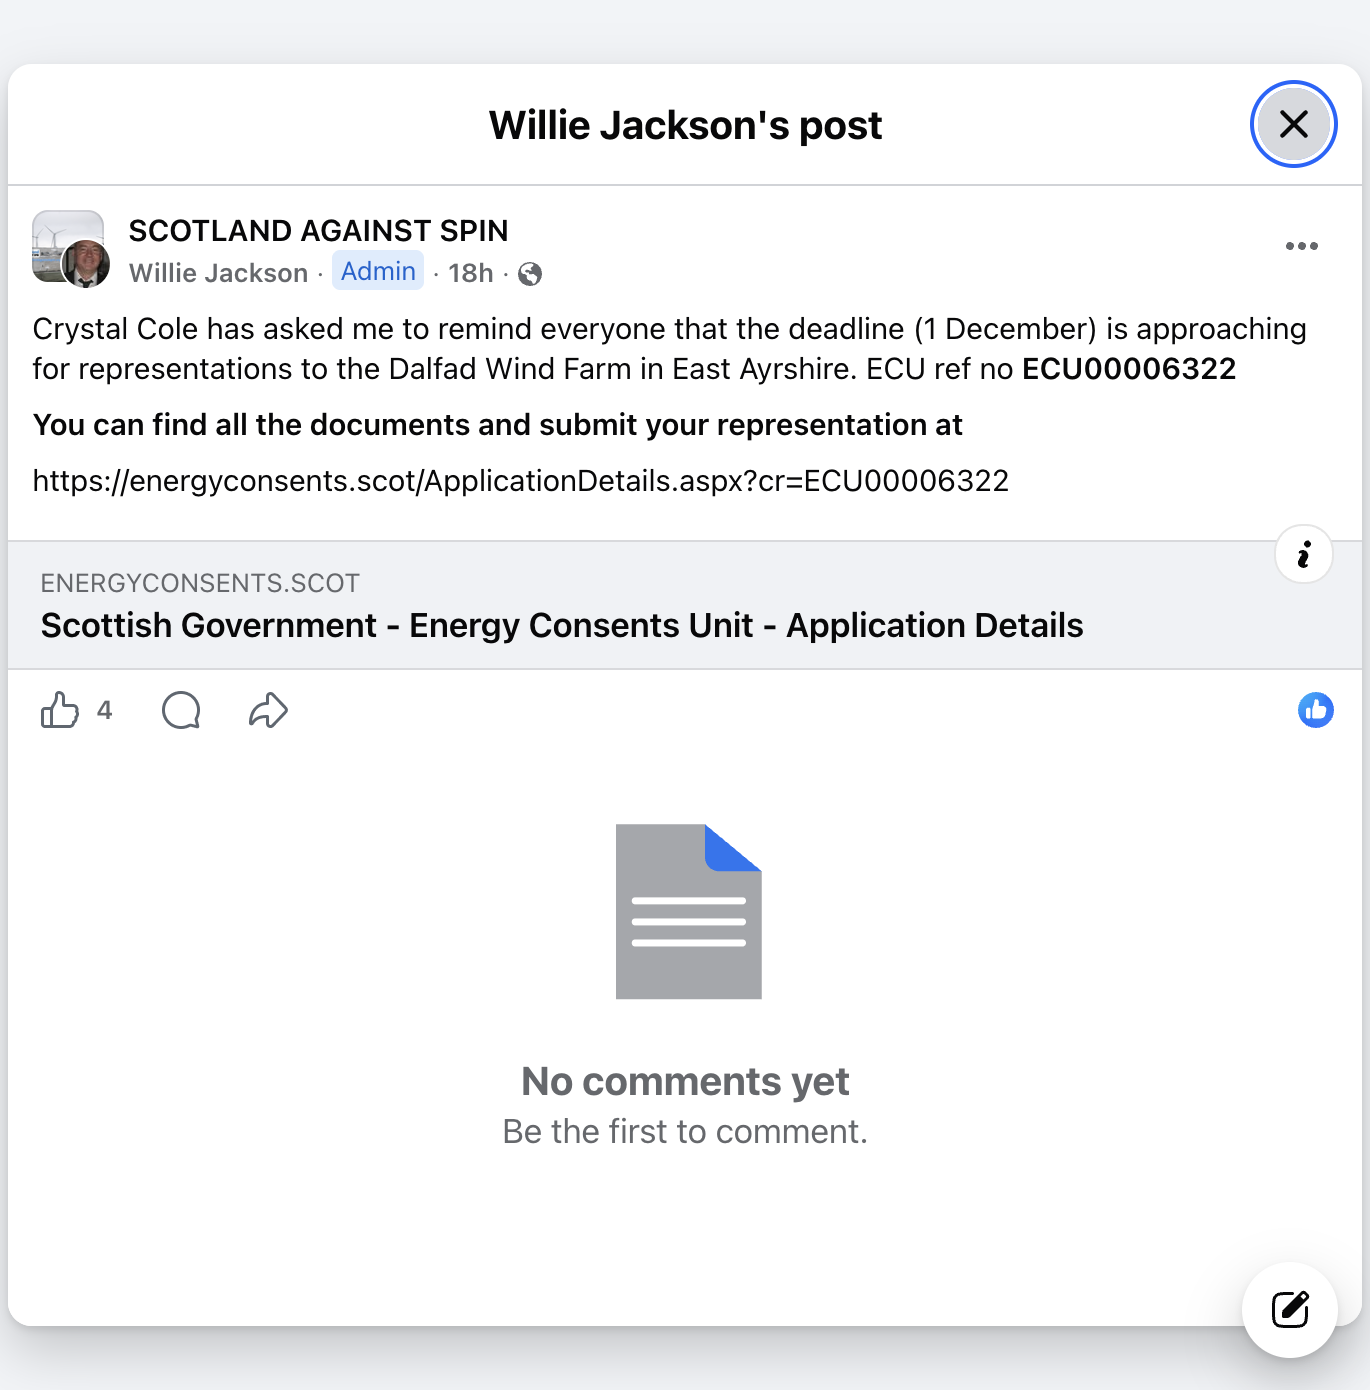 Willie Jackson's post
SCOTLAND AGAINST SPIN
Willie Jackson · Admin · 18h ·
Crystal Cole has asked me to remind everyone that the deadline (1 December) is approaching
for representations to the Dalfad Wind Farm in East Ayrshire. ECU ref no ECU00006322
You can find all the documents and submit your representation at
https://energyconsents.scot/ApplicationDetails.aspx?cr=ECU00006322
ENERGYCONSENTS.SCOT
Scottish Government - Energy Consents Unit - Application Details
4
No comments yet
Be the first to comment.